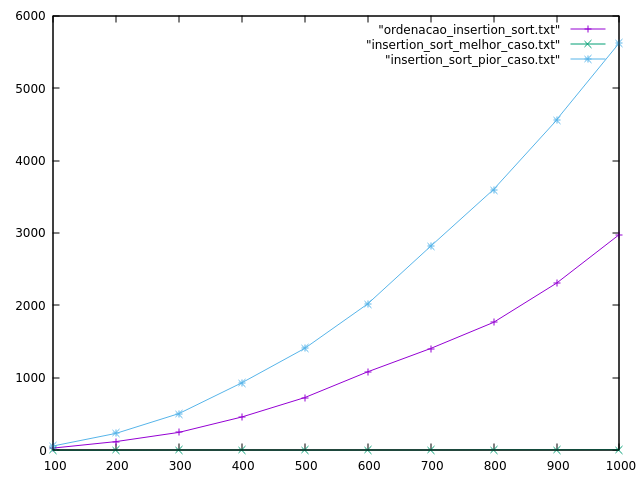 6000
5000
4000
3000
2000
1000
0
"ordenacao_insertion_sort.txt"
"insertion_sort_melhor_caso.txt"
"insertion_sort_pior_caso.txt"
100 200 300 400 500 600 700 800 900 1000